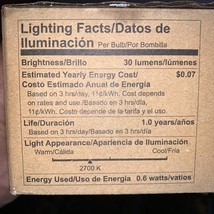 Lighting Facts/Datos de
Iluminación Per Bulb/Por Bombilla
Brightness/Brillo 30 lumens/lúmenes
Estimated Yearly Energy Cost/ $0.07
Costo Estimado Anual de Energía
Based on 3 hrs/day, 11¢/kWh. Cost depends
on rates and use./Basado en 3 hrs/día,
11¢/kWh. Costo depende de la tarifa y el uso.
Life/Duración 1.0 years/años
Based on 3 hrs/day/Basado en 3 hrs/día
Light Appearance/Apariencia de Iluminación
Warm/Cálida Cool/Fría
2700 K
Energy Used/Uso de Energía 0.6 watts/vatios